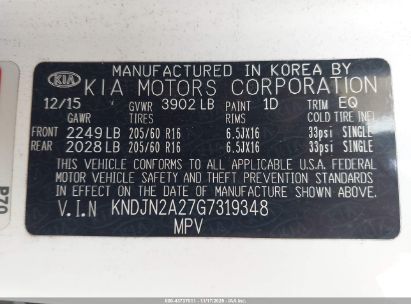 MANUFACTURED IN KOREA BY
KIA KIA MOTORS CORPORATION
12/15 GVWR 3902 LB PAINT 1D TRIM EQ
GAWR TIRES RIMS COLD TIRE INFL
FRONT 2249 LB 205/60 R16 6.5JX16 33psi SINGLE
REAR 2028 LB 205/60 R16 6.5JX16 33psi SINGLE
THIS VEHICLE CONFORMS TO ALL APPLICABLE U.S.A. FEDERAL
MOTOR VEHICLE SAFETY AND THEFT PREVENTION STANDARDS
IN EFFECT ON THE DATE OF MANUFACTURE SHOWN ABOVE.
V.I.N KNDJN2A27G7319348
MPV